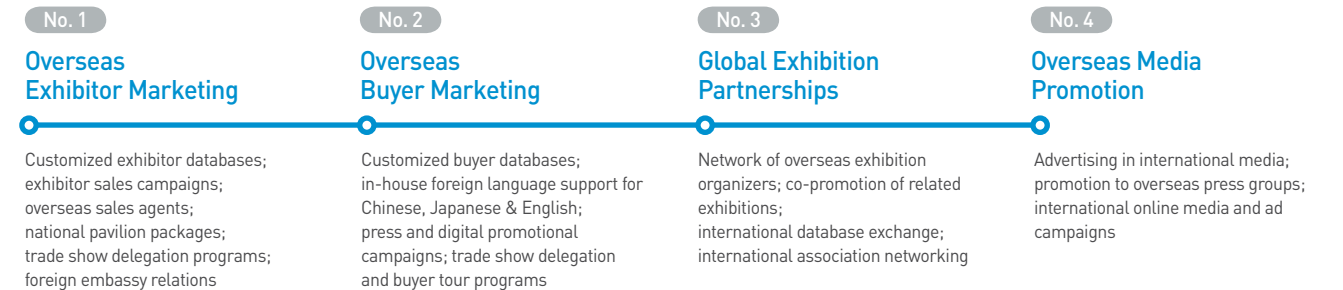 No. 1
Overseas
Exhibitor Marketing
Customized exhibitor databases;
exhibitor sales campaigns;
overseas sales agents;
national pavilion packages;
trade show delegation programs;
foreign embassy relations
No. 2
Overseas
Buyer Marketing
Customized buyer databases;
in-house foreign language support for
Chinese, Japanese & English;
press and digital promotional
campaigns; trade show delegation
and buyer tour programs
No. 3
Global Exhibition
Partnerships
Network of overseas exhibition
organizers; co-promotion of related
exhibitions;
international database exchange;
international association networking
No. 4
Overseas Media
Promotion
Advertising in international media;
promotion to overseas press groups;
international online media and ad
campaigns